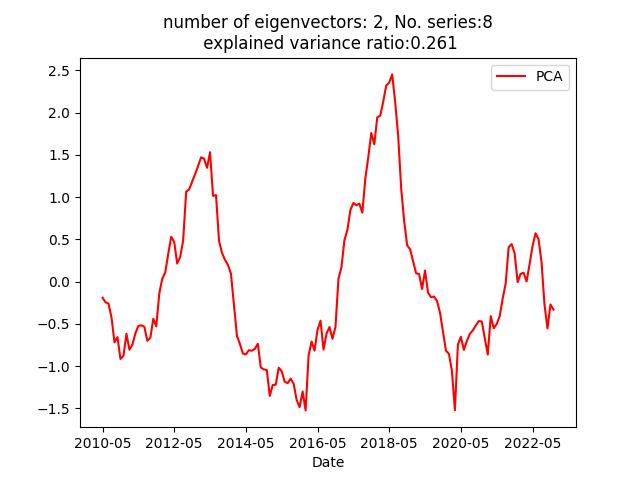 number of eigenvectors: 2, No. series:8
explained variance ratio:0.261
PCA
2.5
2.0
1.5
1.0
0.5
0.0
−0.5
−1.0
−1.5
2010-05 2012-05 2014-05 2016-05 2018-05 2020-05 2022-05
Date